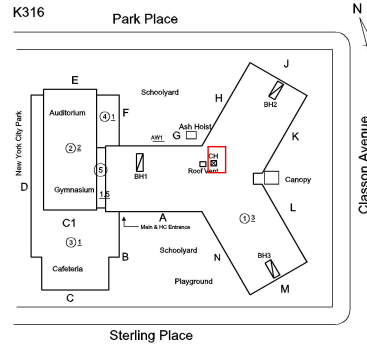 K316
Park Place
N
J
E
H
BH2
Auditorium
Schoolyard
④ 1
F
Ash Hoist
G
AW1
K
New York City Park
② 2
CH
Classon Avenue
⑤
BH1
Roof Vent
Canopy
D
Gymnasium
1.5
L
A
① 3
C1
Main & HC Entrance
③ 1
B
Schoolyard
N
BH3
Cafeteria
Playground
M
C
Sterling Place